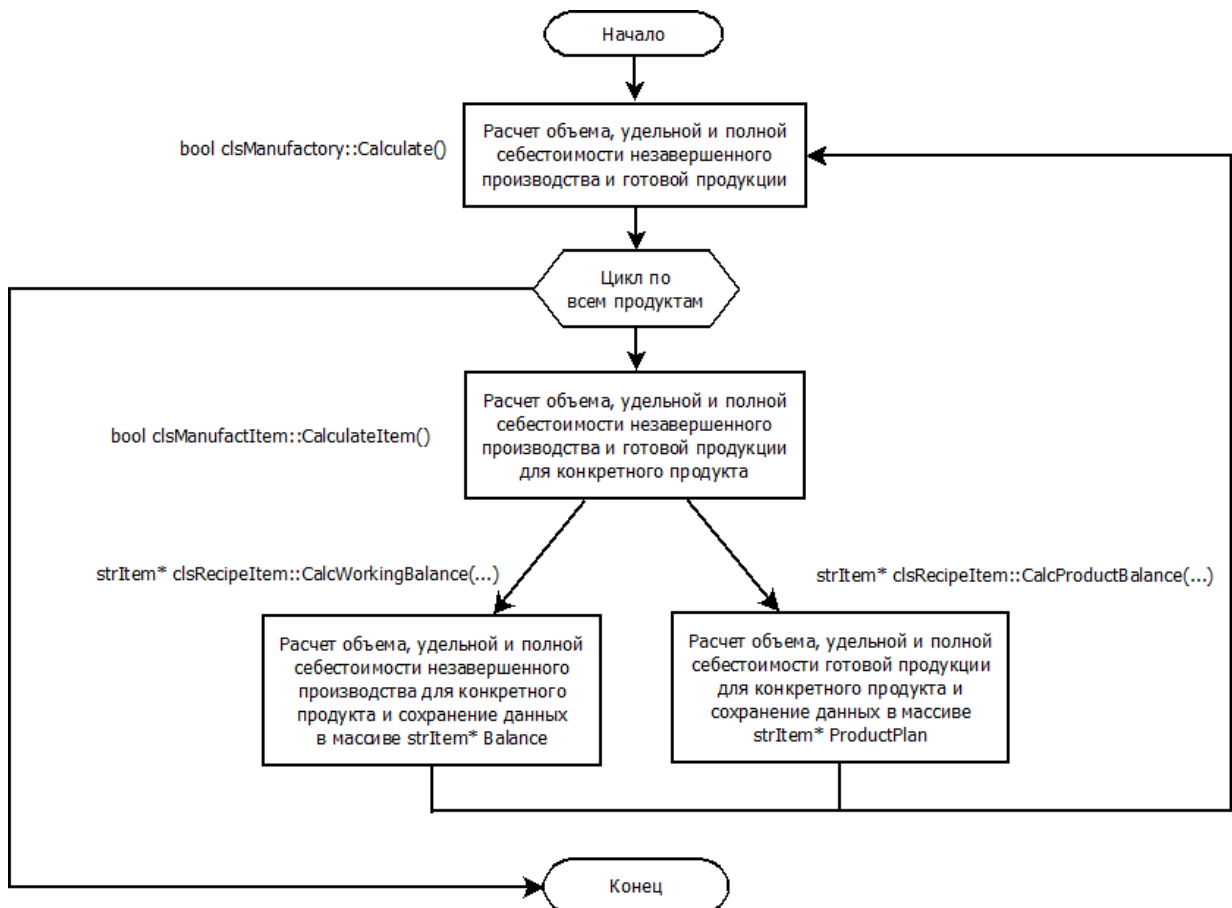 Начало
bool clsManufactory::Calculate()
Расчет объема, удельной и полной
себестоимости незавершенного
производства и готовой продукции
Цикл по
всем продуктам
bool clsManufactItem::CalculateItem()
Расчет объема, удельной и полной
себестоимости незавершенного
производства и готовой продукции
для конкретного продукта
strItem* clsRecipeItem::CalcWorkingBalance(...)
strItem* clsRecipeItem::CalcProductBalance(...)
Расчет объема, удельной и полной
себестоимости незавершенного
производства для конкретного
продукта и сохранение данных
в массиве strItem* Balance
Расчет объема, удельной и полной
себестоимости готовой продукции
для конкретного продукта и
сохранение данных в массиве
strItem* ProductPlan
Конец